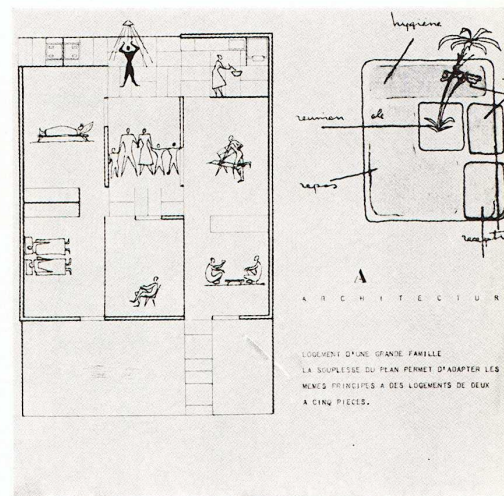 hygiene
reunion
repos
A
ARCHITECTUR
LOGEMENT D'UNE GRANDE FAMILLE
LA SOUPLESSE DU PLAN PERMET D'ADAPTER LES
MEMES PRINCIPES A DES LOGEMENTS DE DEUX
A CINQ PIECES.